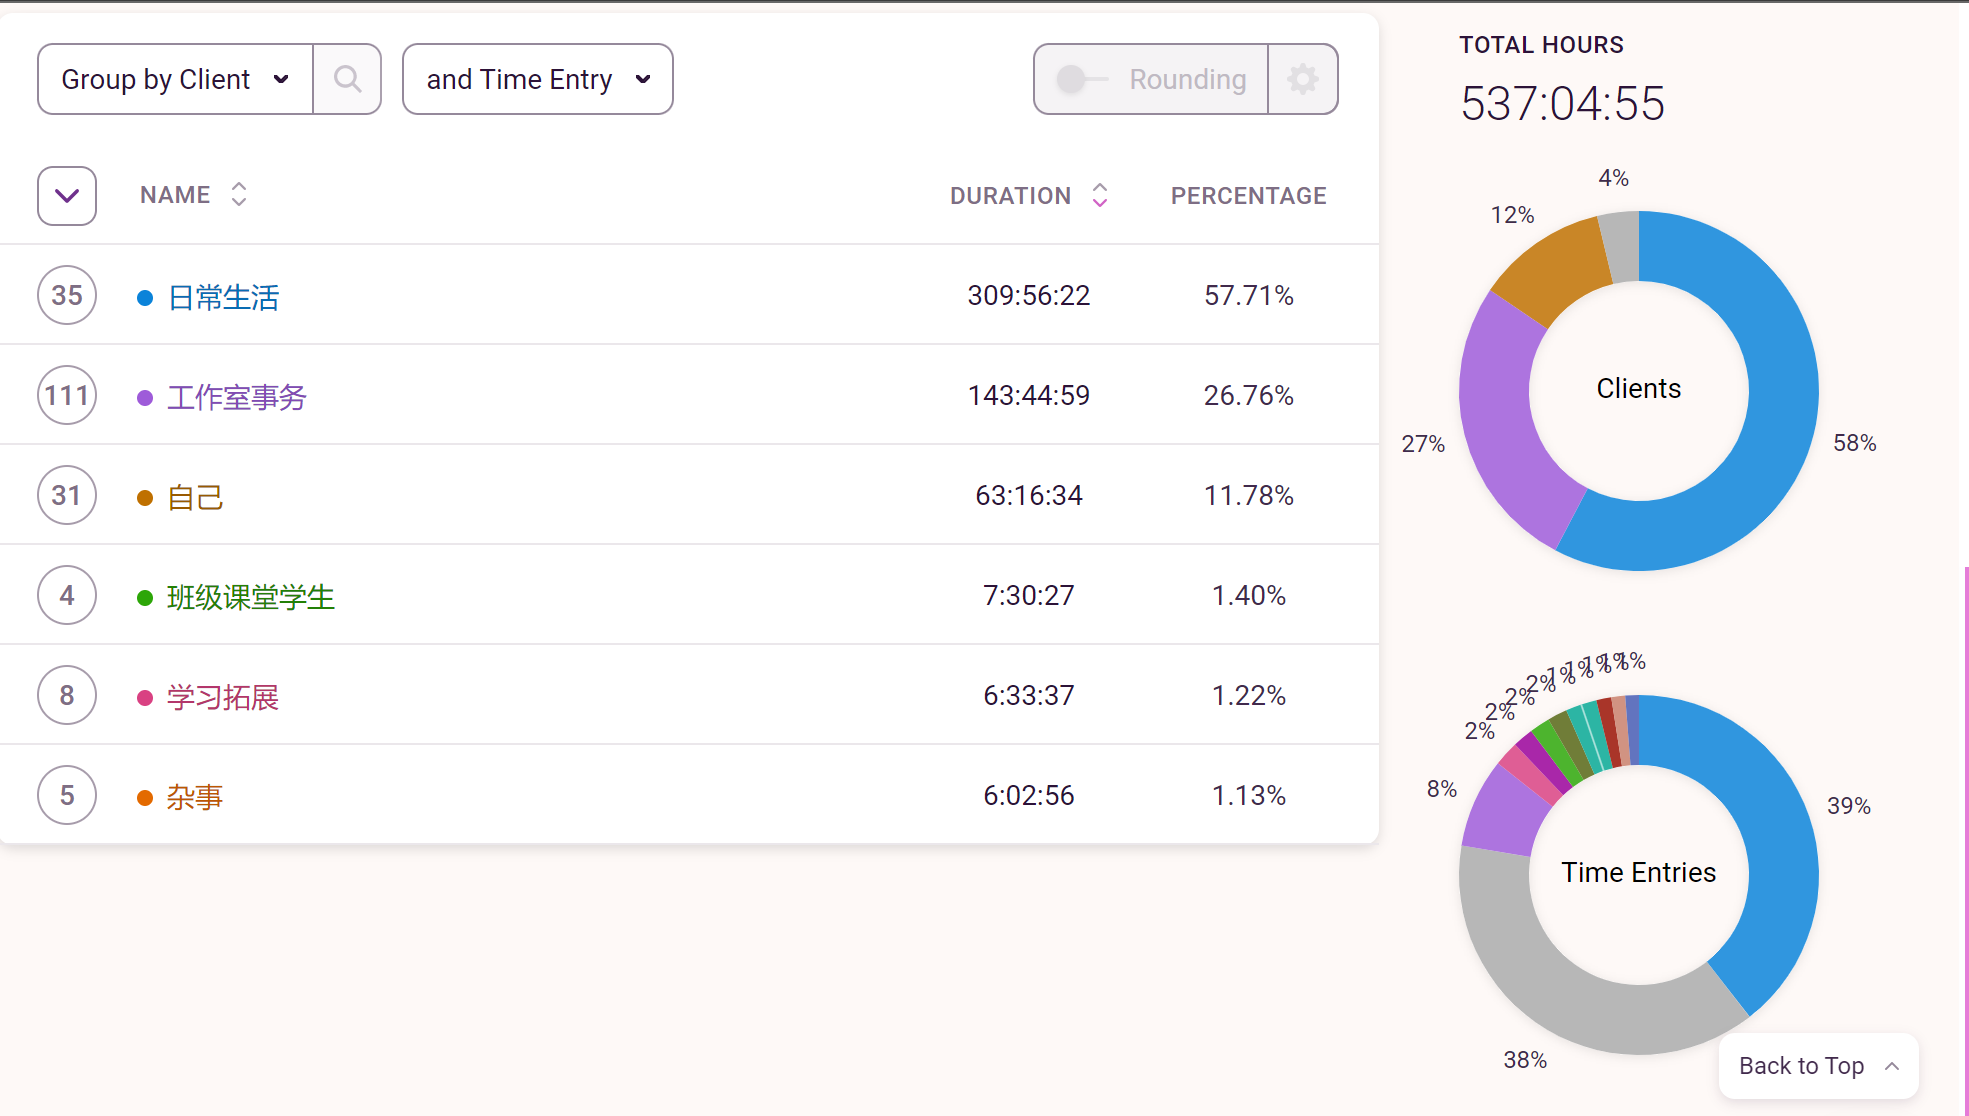 Group by Client
and Time Entry
Rounding
NAME
DURATION
PERCENTAGE
35 日常生活 309:56:22 57.71%
111 工作室事务 143:44:59 26.76%
31 自己 63:16:34 11.78%
4 班级课堂学生 7:30:27 1.40%
8 学习拓展 6:33:37 1.22%
5 杂事 6:02:56 1.13%
TOTAL HOURS
537:04:55
4%
12%
27%
58%
Clients
2%
2%
2%
2%
1%
1%
1%
1%
1%
8%
39%
Time Entries
38%
Back to Top